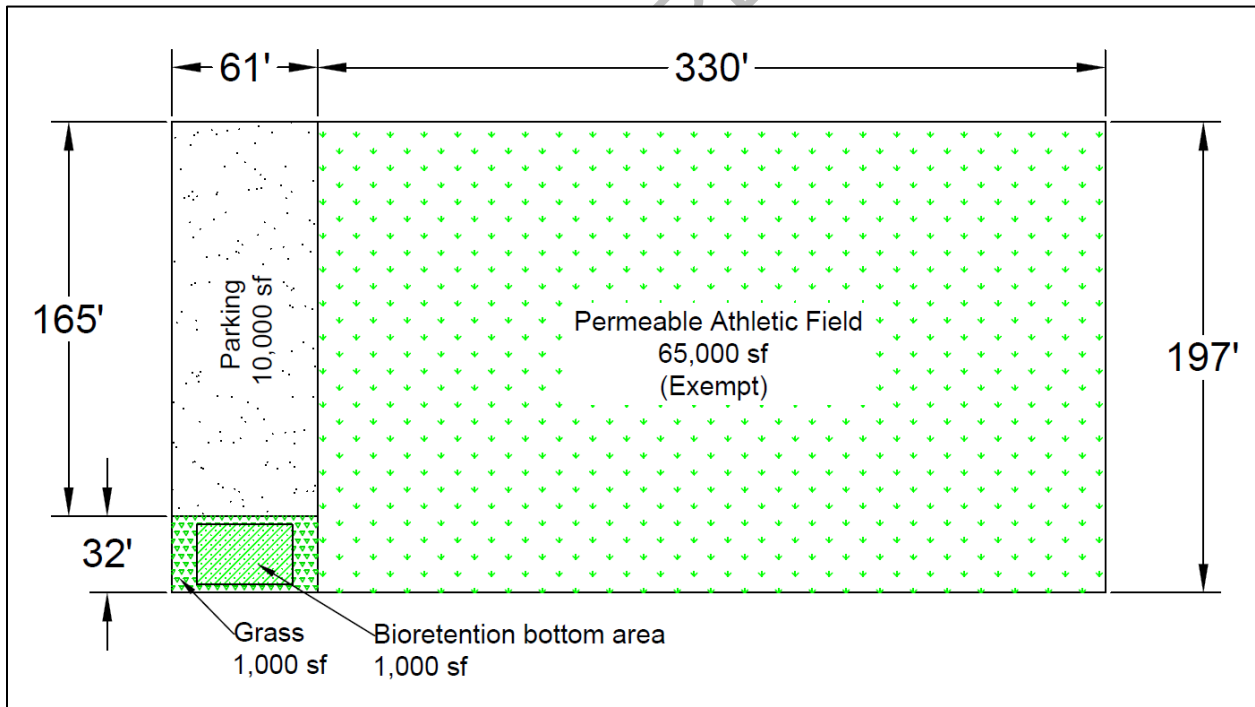 61'
330'
165'
Parking
10,000 sf
Permeable Athletic Field
65,000 sf
(Exempt)
197'
32'
Grass
1,000 sf
Bioretention bottom area
1,000 sf